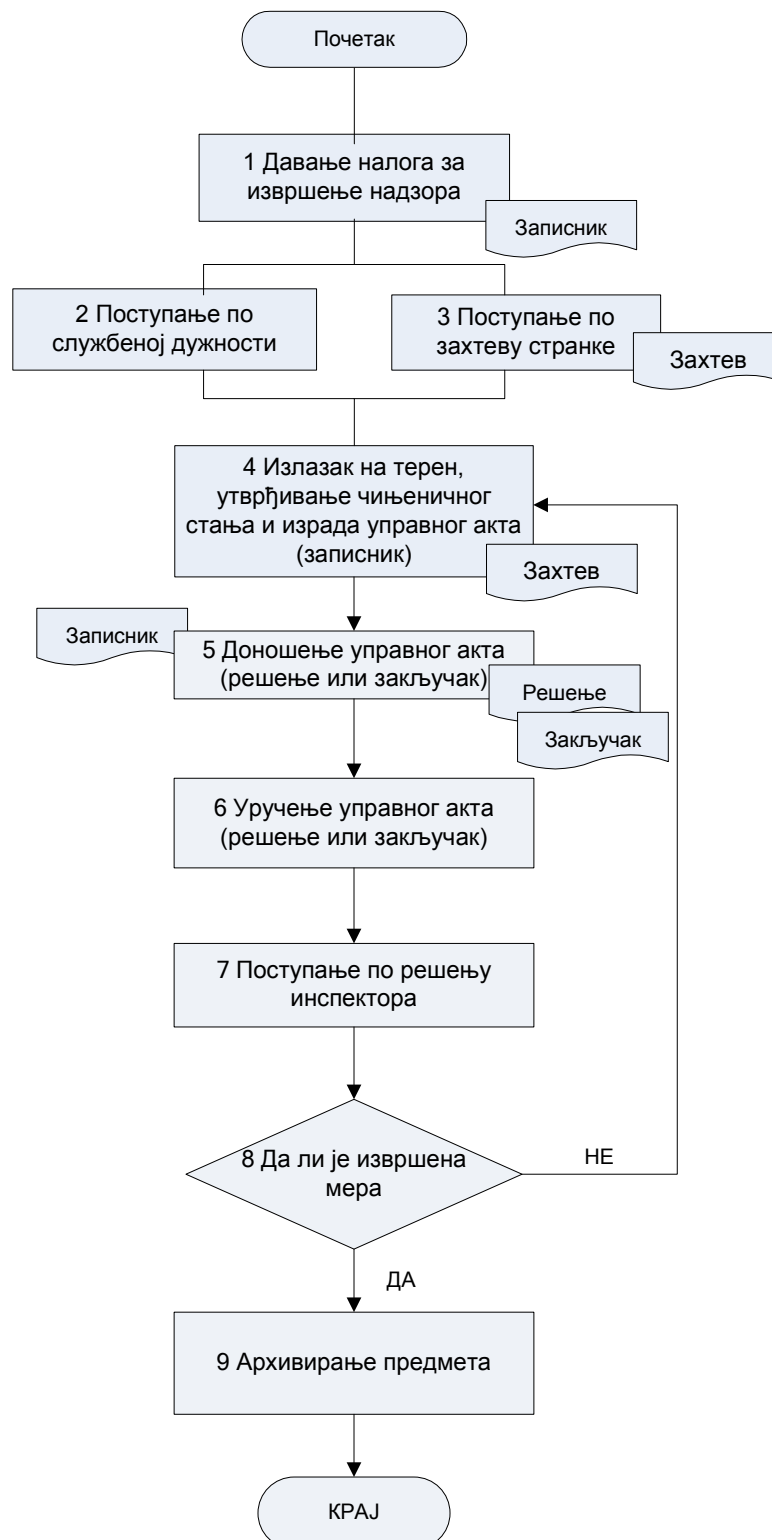 Почетак
1 Давање налога за
извршење надзора
Записник
2 Поступање по
службеној дужности
3 Поступање по
захтеву странке
Захтев
4 Излазак на терен,
утврђивање чињеничног
стања и израда управног акта
(записник)
Захтев
Записник
5 Доношење управног акта
(решење или закључак)
Решење
Закључак
6 Уручење управног акта
(решење или закључак)
7 Поступање по решењу
инспектора
8 Да ли је извршена
мера
НЕ
ДА
9 Архивирање предмета
КРАЈ